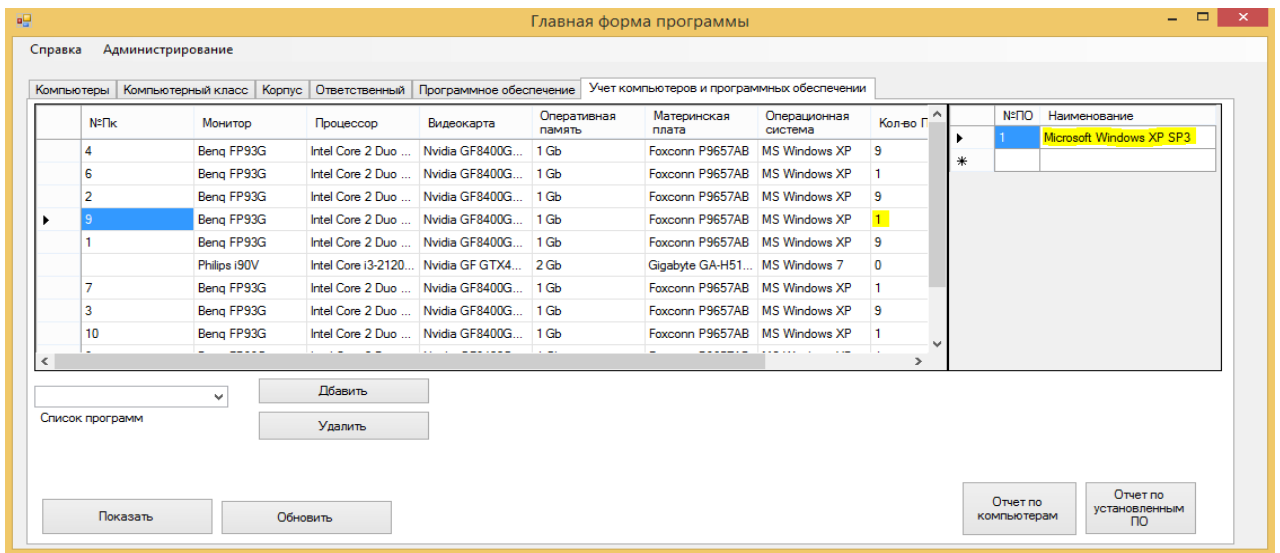 Главная форма программы
Справка Администрирование
Компьютеры Компьютерный класс Корпус Ответственный Программное обеспечение Учет компьютеров и программных обеспечении
№Пк Монитор Процессор Видеокарта Оперативная память Материнская плата Операционная система Кол-во П
4 Benq FP93G Intel Core 2 Duo ... Nvidia GF8400G... 1 Gb Foxconn P9657AB MS Windows XP 9
6 Benq FP93G Intel Core 2 Duo ... Nvidia GF8400G... 1 Gb Foxconn P9657AB MS Windows XP 1
2 Benq FP93G Intel Core 2 Duo ... Nvidia GF8400G... 1 Gb Foxconn P9657AB MS Windows XP 9
9 Benq FP93G Intel Core 2 Duo ... Nvidia GF8400G... 1 Gb Foxconn P9657AB MS Windows XP 1
1 Benq FP93G Intel Core 2 Duo ... Nvidia GF8400G... 1 Gb Foxconn P9657AB MS Windows XP 9
Philips i90V Intel Core i3-2120... Nvidia GF GTX4... 2 Gb Gigabyte GA-H51... MS Windows 7 0
7 Benq FP93G Intel Core 2 Duo ... Nvidia GF8400G... 1 Gb Foxconn P9657AB MS Windows XP 1
3 Benq FP93G Intel Core 2 Duo ... Nvidia GF8400G... 1 Gb Foxconn P9657AB MS Windows XP 9
10 Benq FP93G Intel Core 2 Duo ... Nvidia GF8400G... 1 Gb Foxconn P9657AB MS Windows XP 1
№ПО Наименование
1 Microsoft Windows XP SP3
Дбавить
Список программ
Удалить
Показать Обновить
Отчет по компьютерам
Отчет по установленным ПО